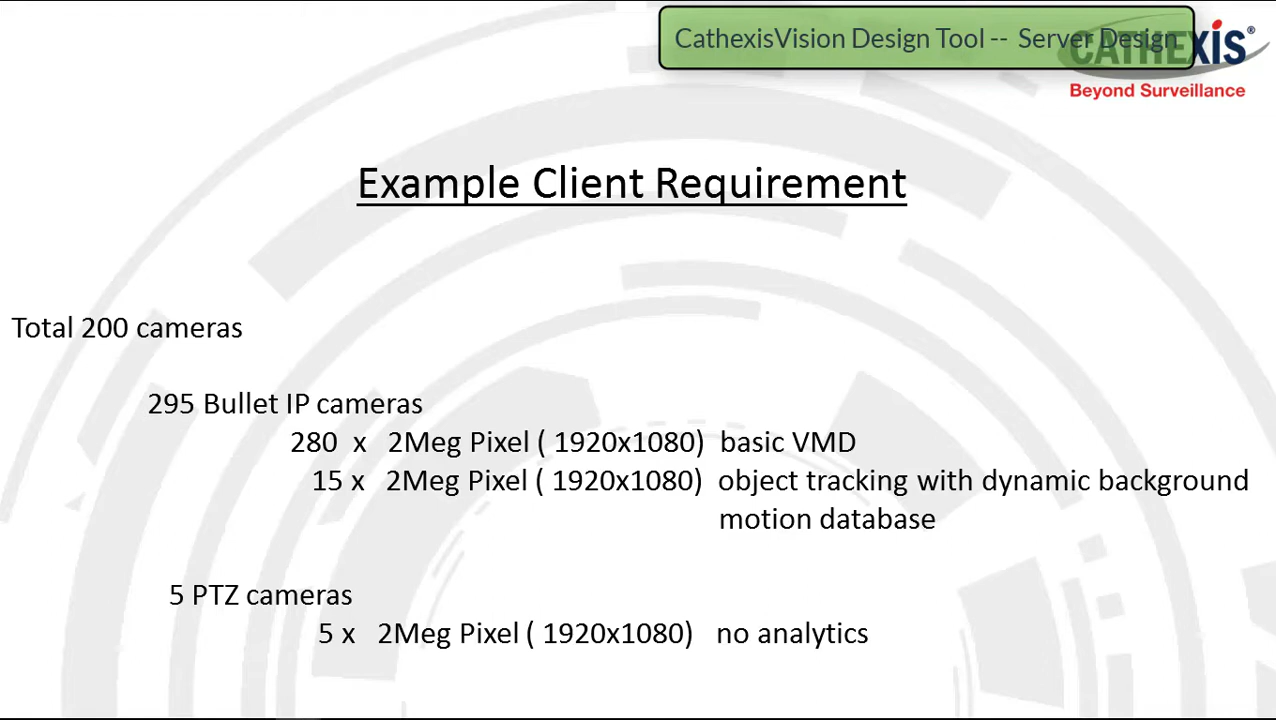 CathexisVision Design Tool -- Server Design
CATHEXIS®
Beyond Surveillance
Example Client Requirement
Total 200 cameras
295 Bullet IP cameras
280 x 2Meg Pixel ( 1920x1080) basic VMD
15 x 2Meg Pixel ( 1920x1080) object tracking with dynamic background
motion database
5 PTZ cameras
5 x 2Meg Pixel ( 1920x1080) no analytics